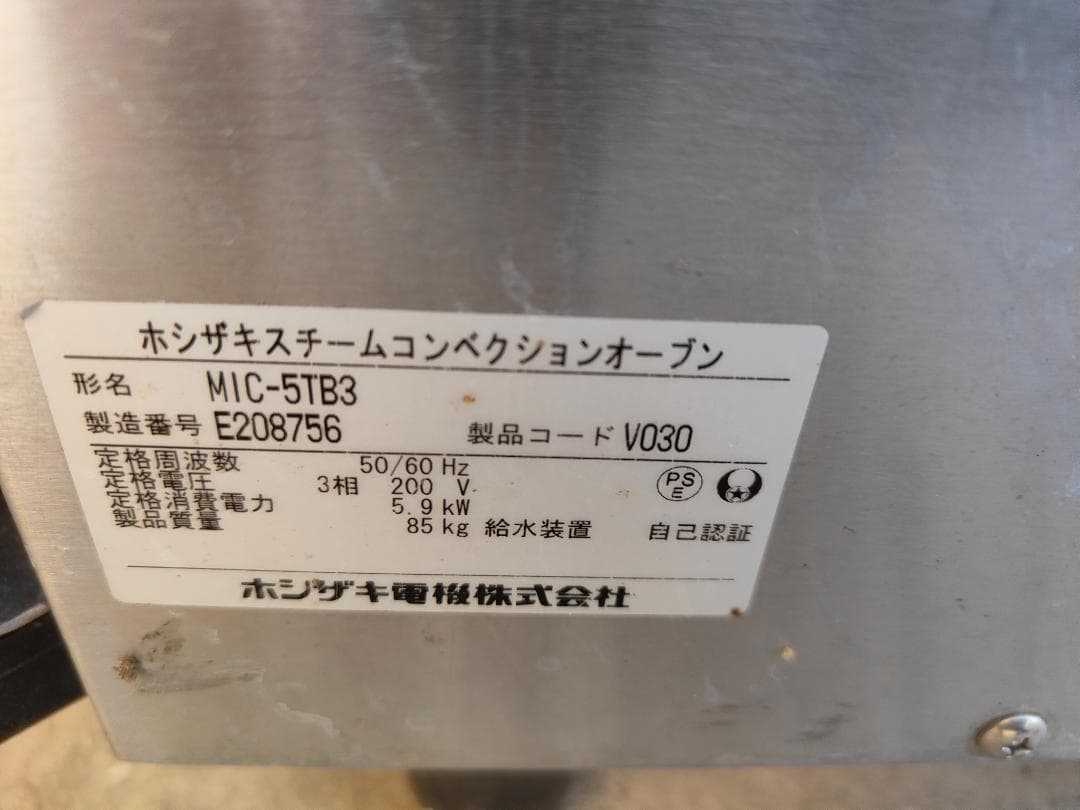 ホシザキスチームコンベクションオーブン
形名 MIC-5TB3
製造番号 E208756 製品コード V030
定格周波数 50/60 Hz
定格電圧 3相 200 V
定格消費電力 5.9 kW
製品質量 85 kg 給水装置 自己認証
PS
E
ホシザキ電機株式会社